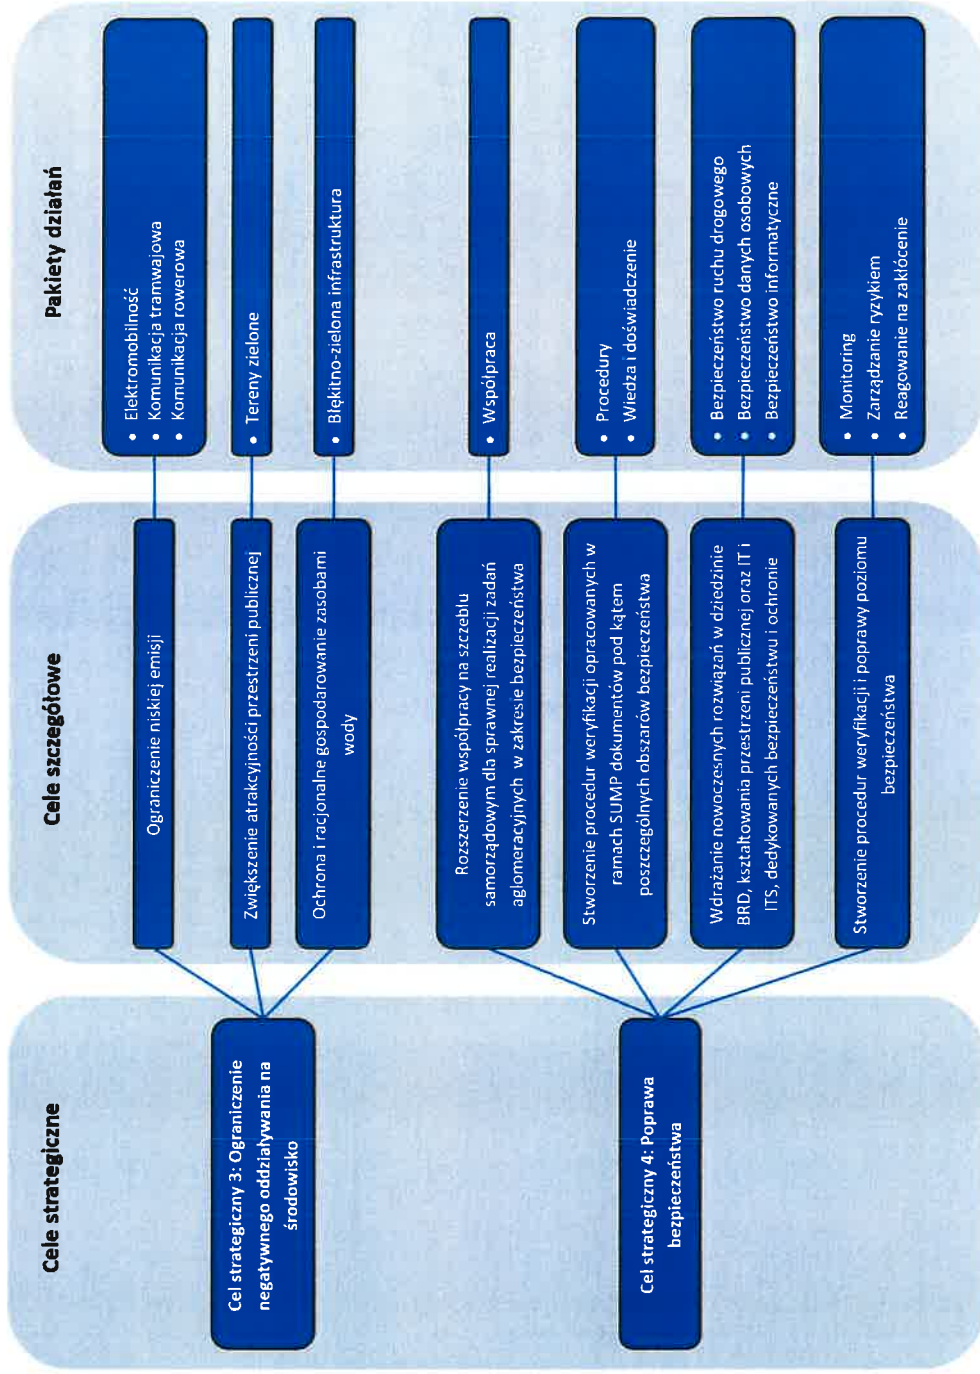 Cele strategiczne
Cel strategiczny 3: Ograniczenie
negatywnego oddziaływania na
środowisko
Cel strategiczny 4: Poprawa
bezpieczeństwa
Cele szczegółowe
Ograniczenie niskiej emisji
Zwiększenie atrakcyjności przestrzeni publicznej
Ochrona i racjonalne gospodarowanie zasobami
wody
Rozszerzenie współpracy na szczeblu
samorządowym dla sprawnej realizacji zadań
aglomeracyjnych w zakresie bezpieczeństwa
Stworzenie procedur weryfikacji opracowanych w
ramach SUMP dokumentów pod kątem
poszczególnych obszarów bezpieczeństwa
Wdrażanie nowoczesnych rozwiązań w dziedzinie
BRD, kształtowania przestrzeni publicznej oraz IT i
ITS, dedykowanych bezpieczeństwu i ochronie
Stworzenie procedur weryfikacji i poprawy poziomu
bezpieczeństwa
Pakiety działań
• Elektromobilność
• Komunikacja tramwajowa
• Komunikacja rowerowa
• Tereny zielone
• Błękitno-zielona infrastruktura
• Współpraca
• Procedury
• Wiedza i doświadczenie
• Bezpieczeństwo ruchu drogowego
• Bezpieczeństwo danych osobowych
• Bezpieczeństwo informatyczne
• Monitoring
• Zarządzanie ryzykiem
• Reagowanie na zakłócenie